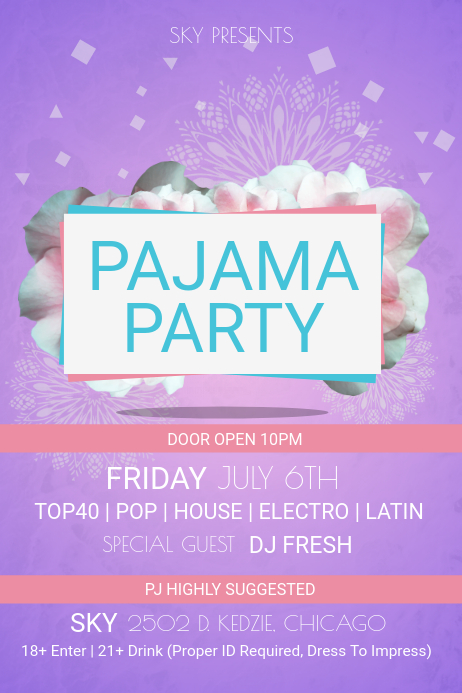 SKY PRESENTS
PAJAMA
PARTY
DOOR OPEN 10PM
FRIDAY JULY 6TH
TOP40 | POP | HOUSE | ELECTRO | LATIN
SPECIAL GUEST DJ FRESH
PJ HIGHLY SUGGESTED
SKY 2502 D. KEDZIE, CHICAGO
18+ Enter | 21+ Drink (Proper ID Required, Dress To Impress)